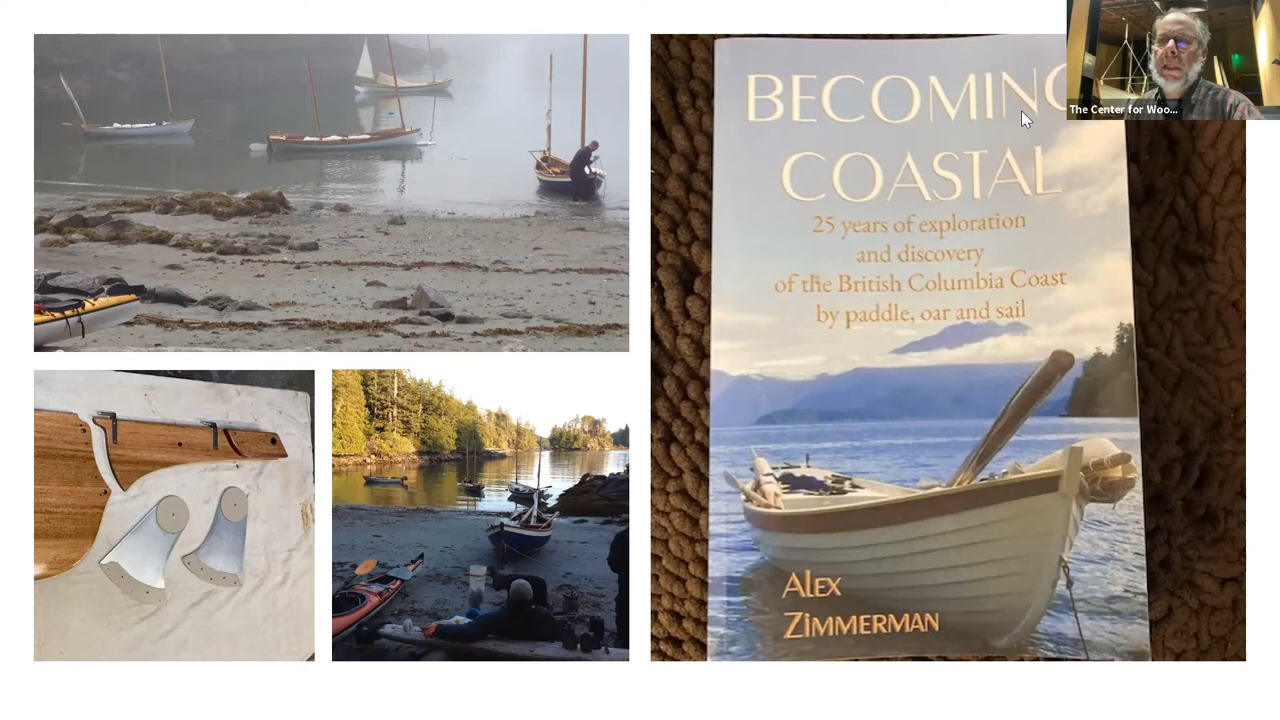 BECOMING
COASTAL
25 years of exploration
and discovery
of the British Columbia Coast
by paddle, oar and sail
ALEX
ZIMMERMAN
The Center for Woo...